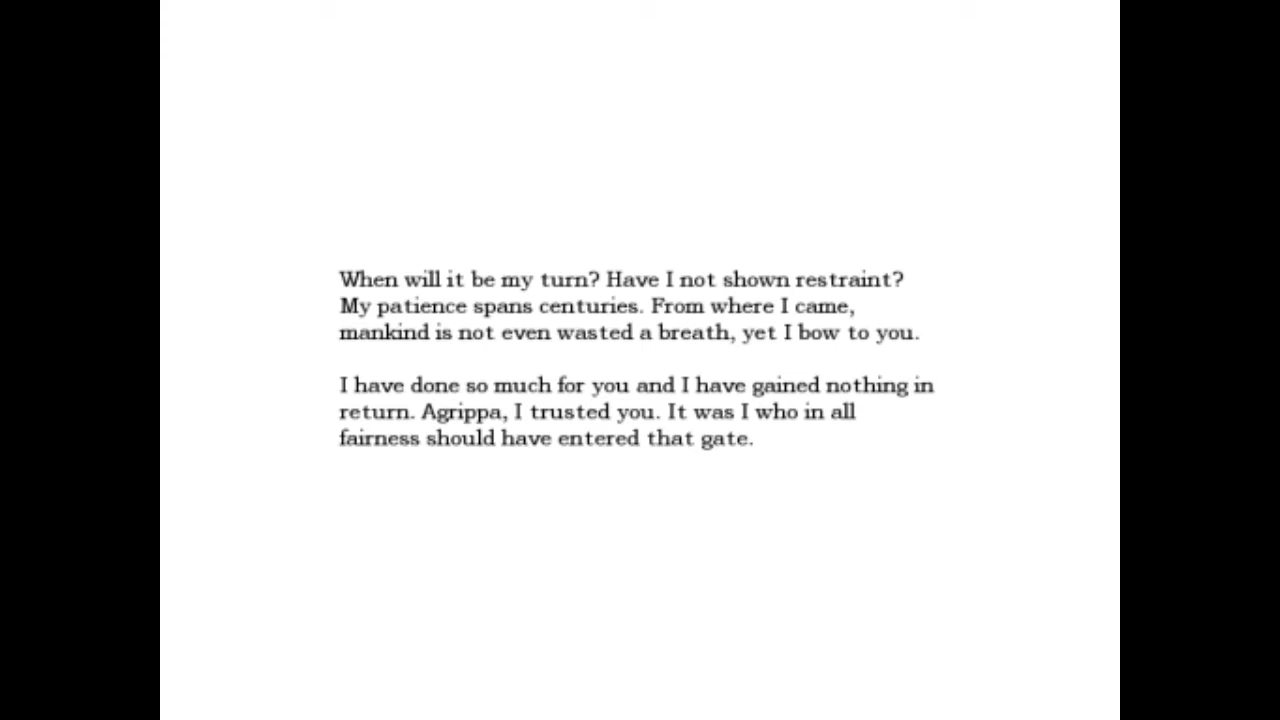 When will it be my turn? Have I not shown restraint?
My patience spans centuries. From where I came,
mankind is not even wasted a breath, yet I bow to you.
I have done so much for you and I have gained nothing in
return. Agrippa, I trusted you. It was I who in all
fairness should have entered that gate.